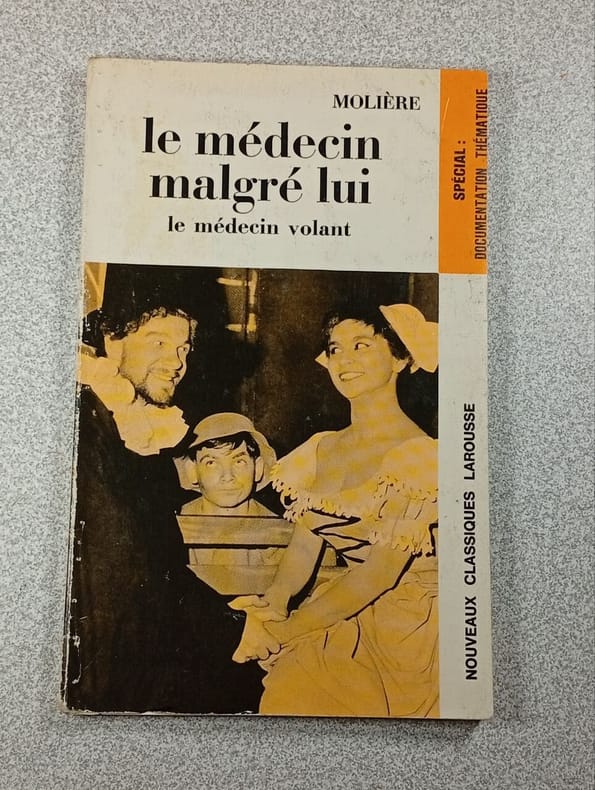 MOLIÈRE
le médecin
malgré lui
le médecin volant
SPÉCIAL :
DOCUMENTATION THÉMATIQUE
NOUVEAUX CLASSIQUES LAROUSSE